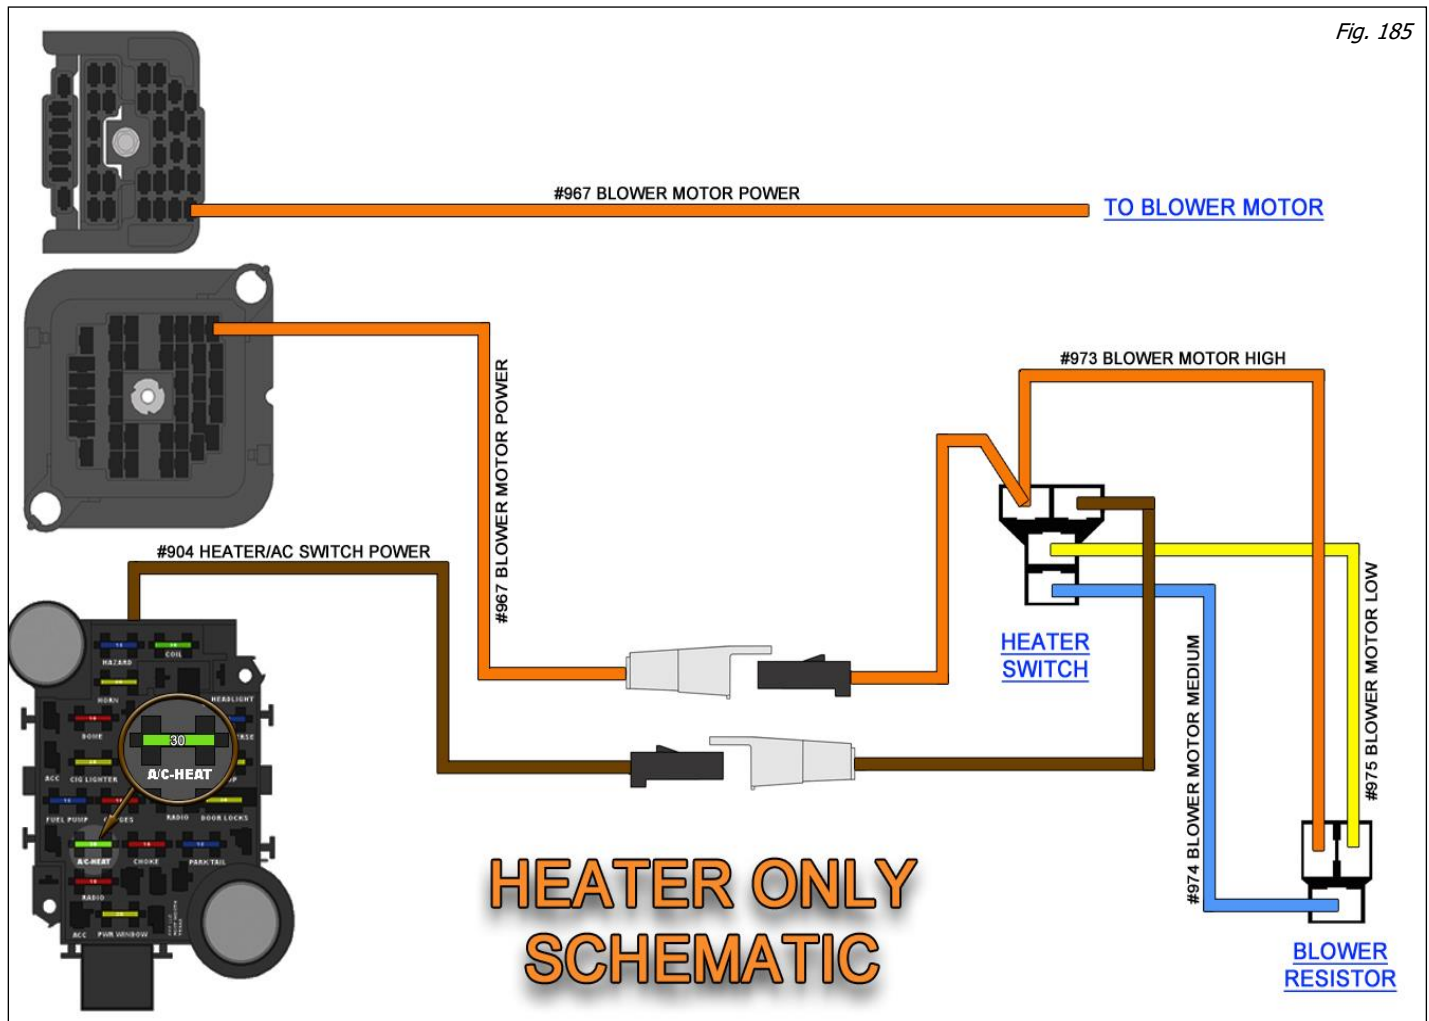 Fig. 185
#967 BLOWER MOTOR POWER
TO BLOWER MOTOR
#973 BLOWER MOTOR HIGH
#967 BLOWER MOTOR POWER
#904 HEATER/AC SWITCH POWER
HEATER
SWITCH
#974 BLOWER MOTOR MEDIUM
#975 BLOWER MOTOR LOW
HAZARD
COIL
HORN
HEADLIGHT
DOME
30
A/C-HEAT
ACC
CIG LIGHTER
FUEL PUMP
RADIO
DOOR LOCKS
A/C-HEAT
CHOKE
PARK/TAIL
RADIO
ACC
PWR WINDOW
HEATER ONLY
SCHEMATIC
BLOWER
RESISTOR